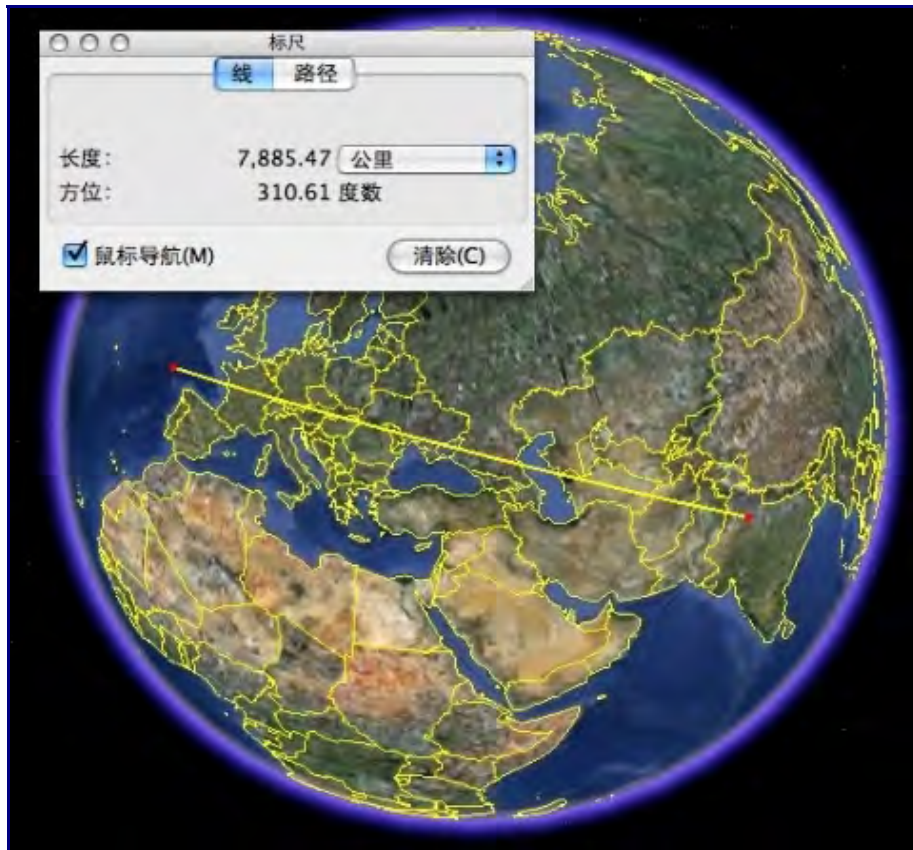 标尺
线 路径
长度: 7,885.47 公里
方位: 310.61 度数
鼠标导航(M) 清除(C)